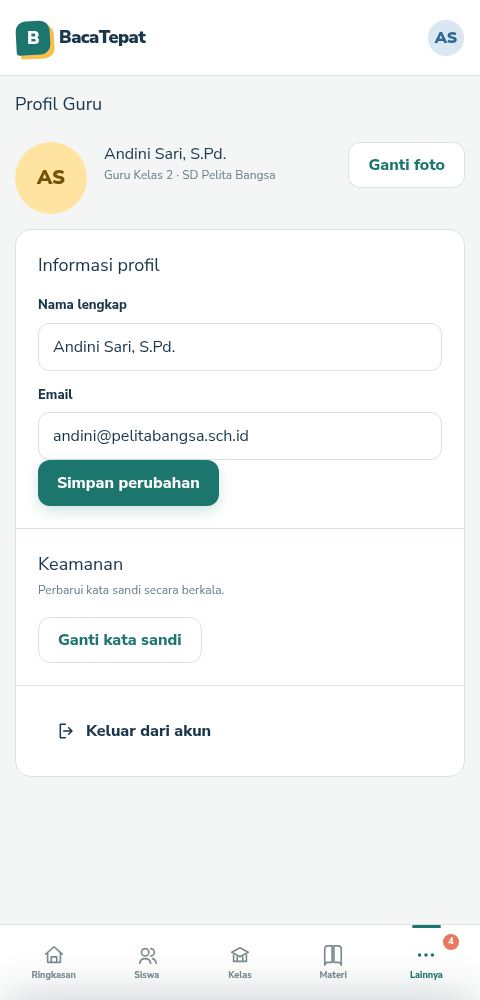 B BacaTepat
AS
Profil Guru
AS
Andini Sari, S.Pd.
Guru Kelas 2 · SD Pelita Bangsa
Ganti foto
Informasi profil
Nama lengkap
Andini Sari, S.Pd.
Email
andini@pelitabangsa.sch.id
Simpan perubahan
Keamanan
Perbarui kata sandi secara berkala.
Ganti kata sandi
Keluar dari akun
4
Ringkasan
Siswa
Kelas
Materi
Lainnya